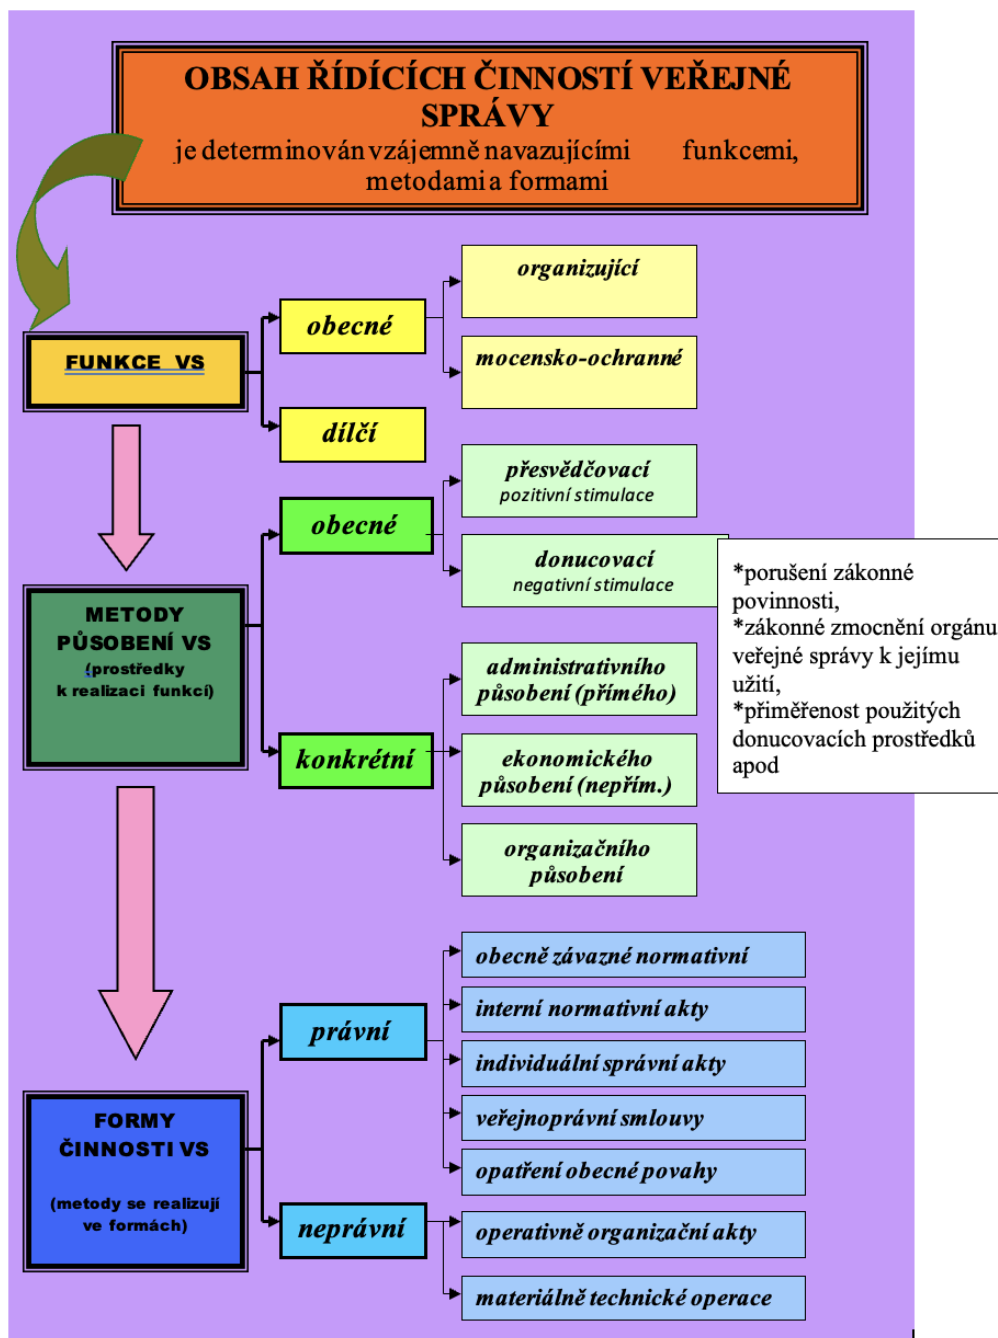 OBSAH ŘÍDÍCÍCH ČINNOSTÍ VEŘEJNÉ
SPRÁVY
je determinován vzájemně navazujícími funkcemi,
metodami a formami
FUNKCE VS
obecné
organizující
mocensko-ochranné
dílčí
METODY
PŮSOBENÍ VS
(prostředky
k realizaci funkcí)
obecné
přesvědčovací
pozitivní stimulace
donucovací
negativní stimulace
*porušení zákonné
povinnosti,
*zákonné zmocnění orgánu
veřejné správy k jejímu
užití,
*přiměřenost použitých
donucovacích prostředků
apod
konkrétní
administrativního
působení (přímého)
ekonomického
působení (nepřím.)
organizačního
působení
FORMY
ČINNOSTI VS
(metody se realizují
ve formách)
právní
obecně závazné normativní
interní normativní akty
individuální správní akty
veřejnoprávní smlouvy
opatření obecné povahy
neprávní
operativně organizační akty
materiálně technické operace